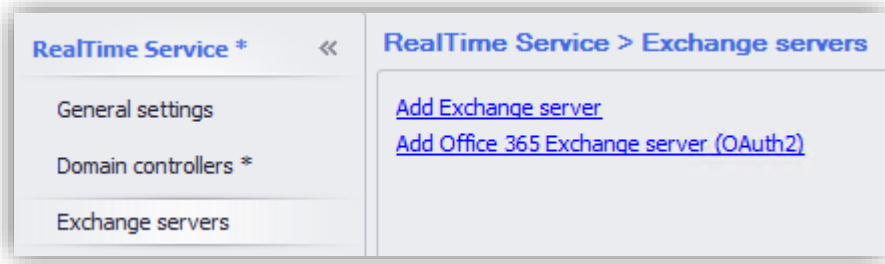 RealTime Service * «
General settings
Domain controllers *
Exchange servers
RealTime Service > Exchange servers
Add Exchange server
Add Office 365 Exchange server (OAuth2)